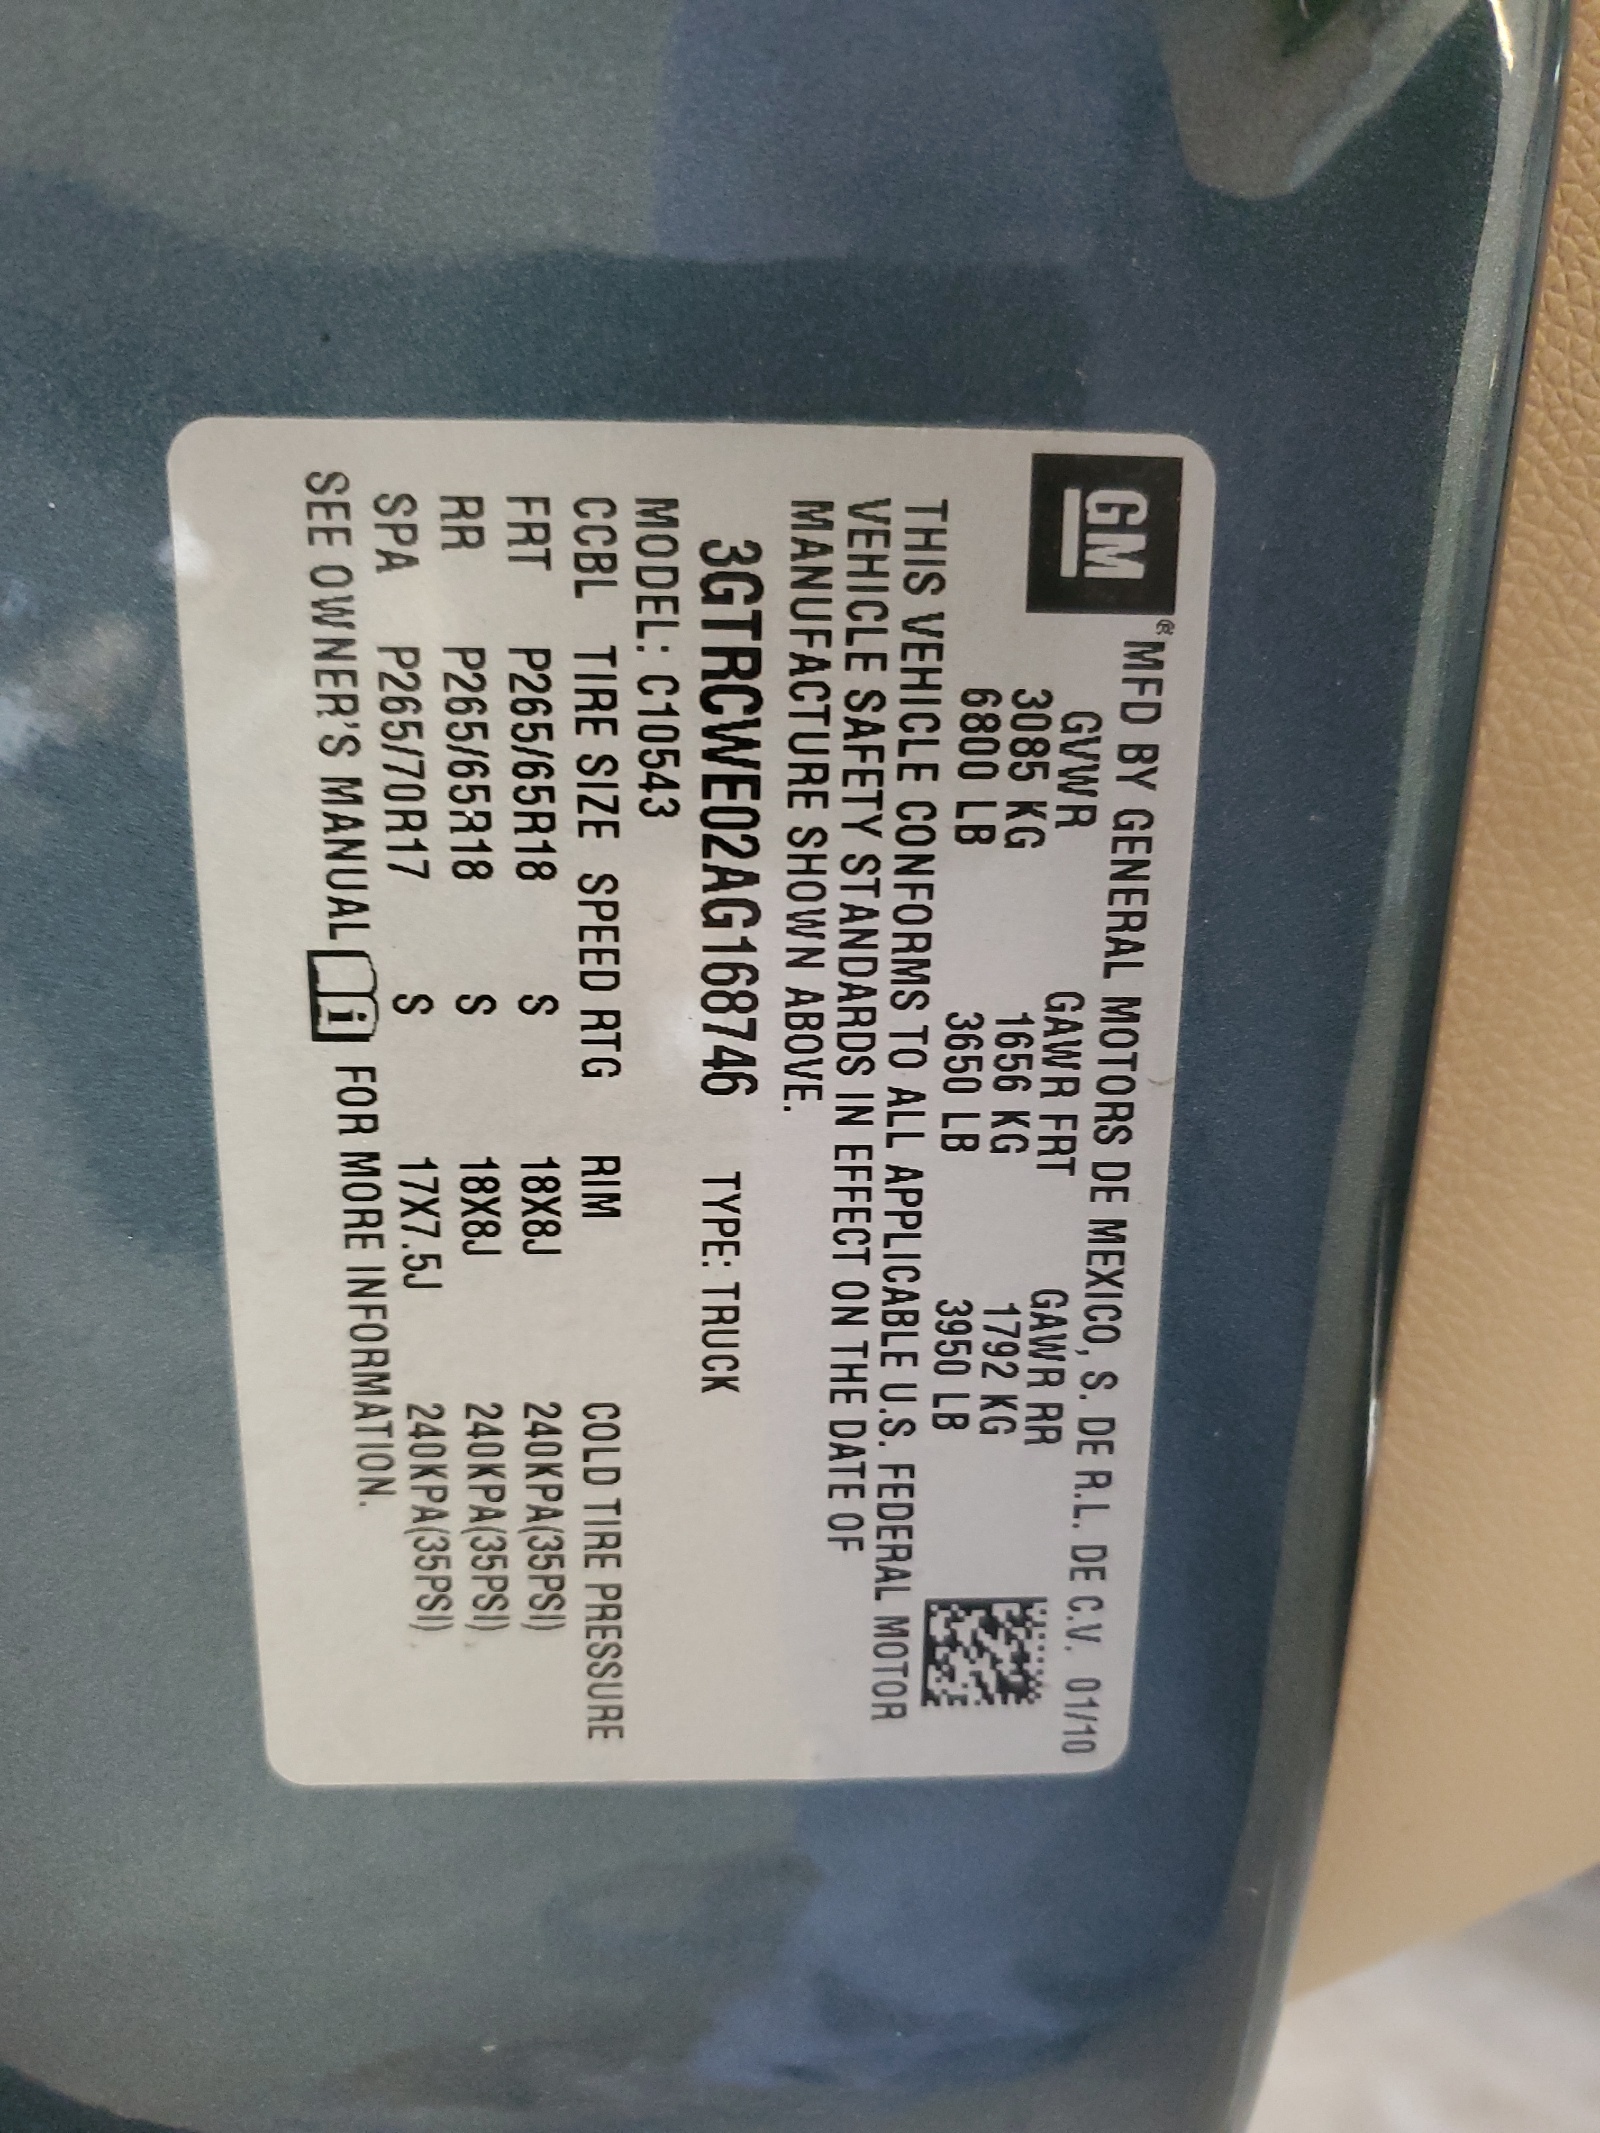 GM ® MFD BY GENERAL MOTORS DE MEXICO, S. DE R.L. DE C.V. 01/10
GVWR GAWR FRT GAWR RR
3085 KG 1656 KG 1792 KG
6800 LB 3650 LB 3950 LB
THIS VEHICLE CONFORMS TO ALL APPLICABLE U.S. FEDERAL MOTOR
VEHICLE SAFETY STANDARDS IN EFFECT ON THE DATE OF
MANUFACTURE SHOWN ABOVE.
3GTRCWE02AG168746 TYPE: TRUCK
MODEL: C10543
CCBL TIRE SIZE SPEED RTG RIM COLD TIRE PRESSURE
FRT P265/65R18 S 18X8J 240KPA(35PSI)
RR P265/65R18 S 18X8J 240KPA(35PSI)
SPA P265/70R17 S 17X7.5J 240KPA(35PSI)
SEE OWNER'S MANUAL i FOR MORE INFORMATION.